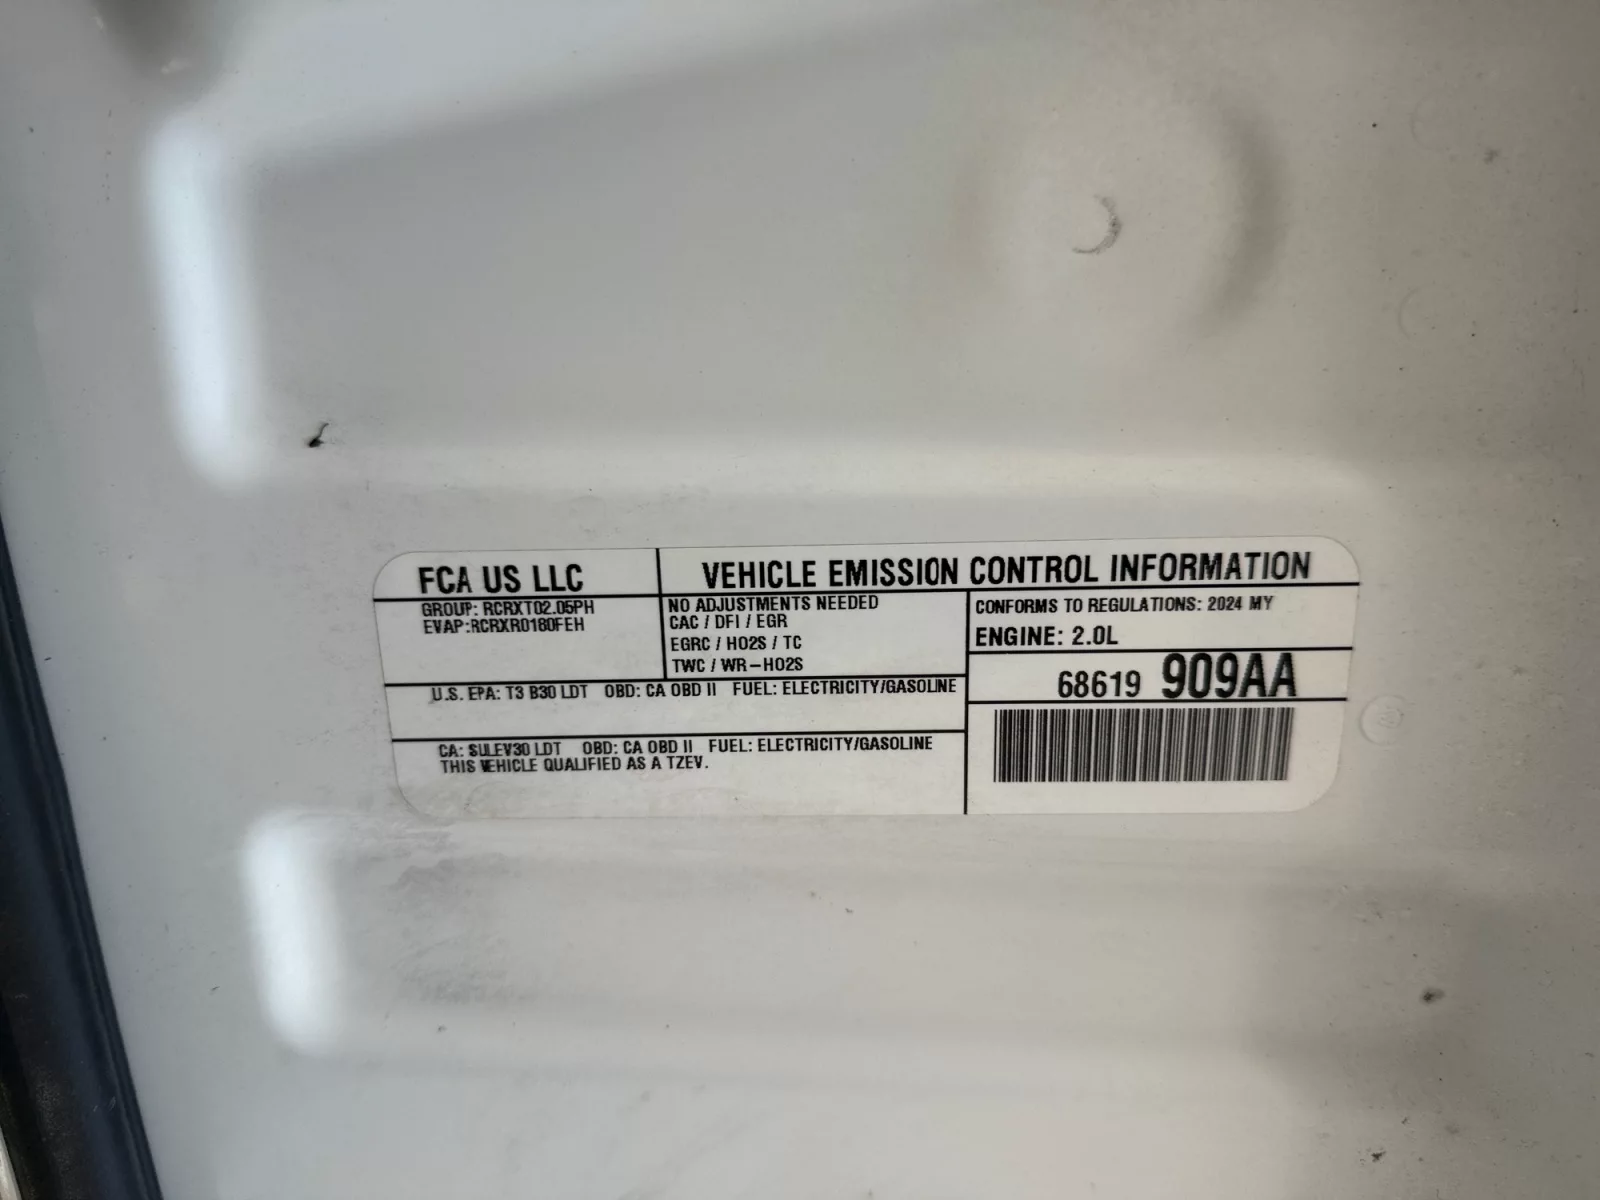 FCA US LLC
VEHICLE EMISSION CONTROL INFORMATION
GROUP: RCRXT02.05PH
EVAP:RCRXR0180FEH
NO ADJUSTMENTS NEEDED
CAC / DFI / EGR
EGRC / HO2S / TC
TWC / WR-HO2S
CONFORMS TO REGULATIONS: 2024 MY
ENGINE: 2.0L
68619 909AA
U.S. EPA: T3 B30 LDT OBD: CA OBD II FUEL: ELECTRICITY/GASOLINE
CA: SULEV30 LDT OBD: CA OBD II FUEL: ELECTRICITY/GASOLINE
THIS VEHICLE QUALIFIED AS A TZEV.